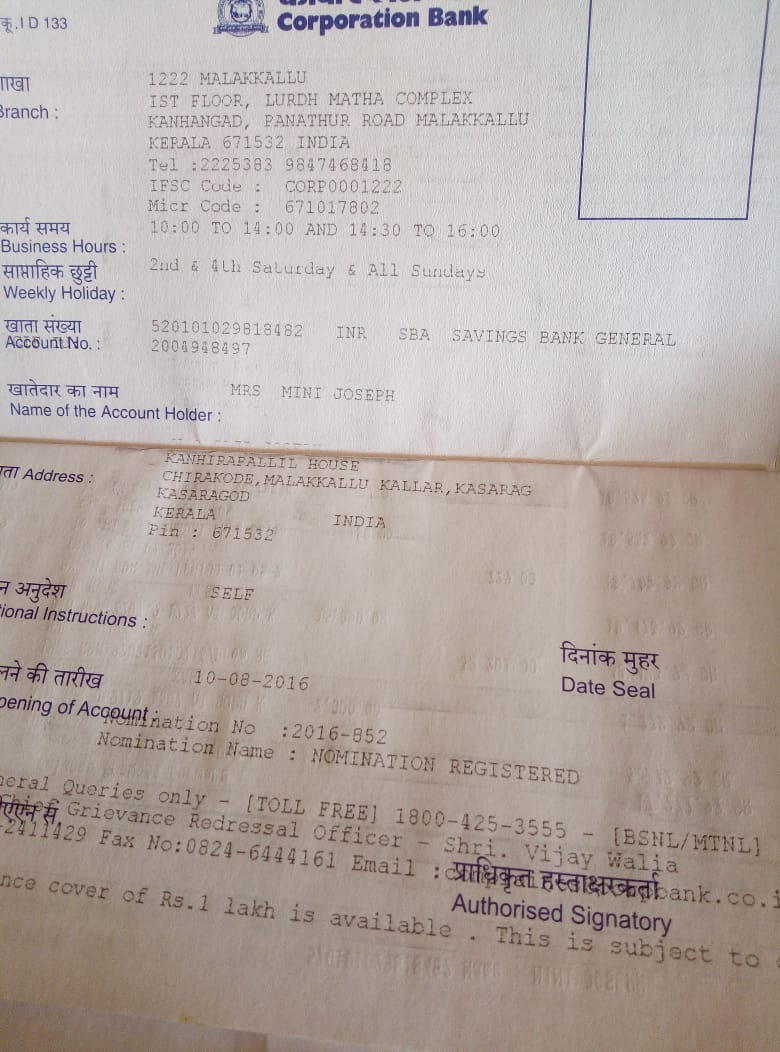 कृ.I D 133
Corporation Bank
शाखा
Branch :
1222 MALAKKALLU
IST FLOOR, LURDH MATHA COMPLEX
KANHANGAD, PANATHUR ROAD MALAKKALLU
KERALA 671532 INDIA
Tel :2225383 9847468418
IFSC Code : CORP0001222
Micr Code : 671017802
कार्य समय
Business Hours :
10:00 TO 14:00 AND 14:30 TO 16:00
साप्ताहिक छुट्टी
Weekly Holiday :
2nd & 4th Saturday & All Sundays
खाता संख्या
Account No. :
520101029818482 INR SBA SAVINGS BANK GENERAL
2004948497
खातेदार का नाम
Name of the Account Holder :
MRS MINI JOSEPH
ता Address :
KANHIRAPALLIL HOUSE
CHIRAKODE,MALAKKALLU KALLAR,KASARAG
KASARAGOD
KERALA INDIA
Pin : 671532
न अनुदेश
ional Instructions :
SELF
दिनांक मुहर
Date Seal
लने की तारीख
pening of Account :
10-08-2016
Nomination No :2016-852
Nomination Name : NOMINATION REGISTERED
neral Queries only - [TOLL FREE] 1800-425-3555 - [BSNL/MTNL]
Chief Grievance Redressal Officer - Shri. Vijay Walia
-2411429 Fax No:0824-6444161 Email : bank.co.i
प्राधिकृत हस्ताक्षरकर्ता
Authorised Signatory
nce cover of Rs.1 lakh is available . This is subject to